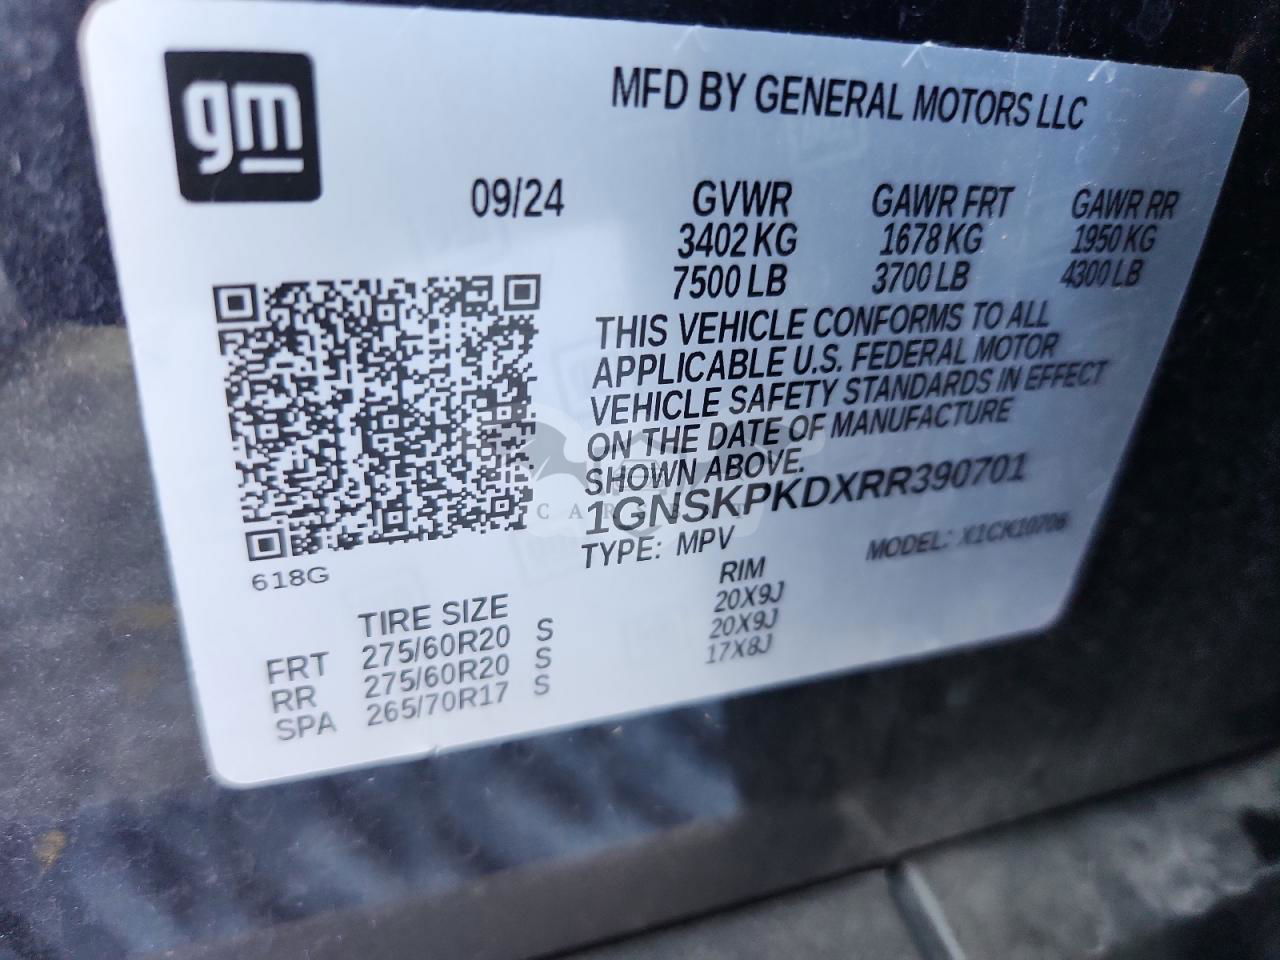 gm
MFD BY GENERAL MOTORS LLC
09/24 GVWR GAWR FRT GAWR RR
3402 KG 1678 KG 1950 KG
7500 LB 3700 LB 4300 LB
THIS VEHICLE CONFORMS TO ALL
APPLICABLE U.S. FEDERAL MOTOR
VEHICLE SAFETY STANDARDS IN EFFECT
ON THE DATE OF MANUFACTURE
SHOWN ABOVE.
1GNSKPKDXRR390701
TYPE: MPV MODEL: X1CK10706
618G
TIRE SIZE RIM
FRT 275/60R20 S 20X9J
RR 275/60R20 S 20X9J
SPA 265/70R17 S 17X8J